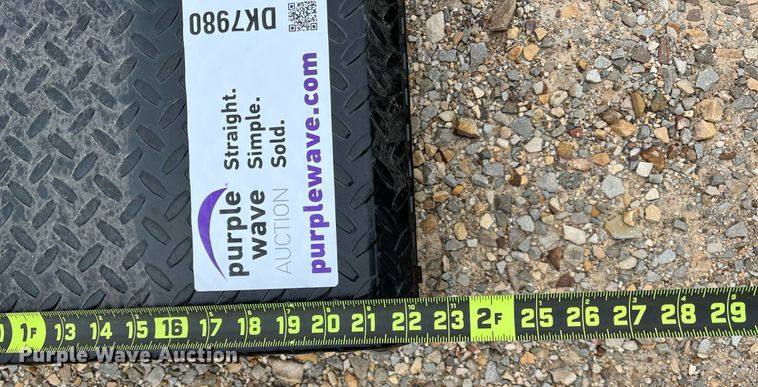 DK7980
purple wave AUCTION
Straight.
Simple.
Sold.
purplewave.com
1F 13 14 15 16 17 18 19 20 21 22 23 2F 25 26 27 28 29
Purple Wave Auction